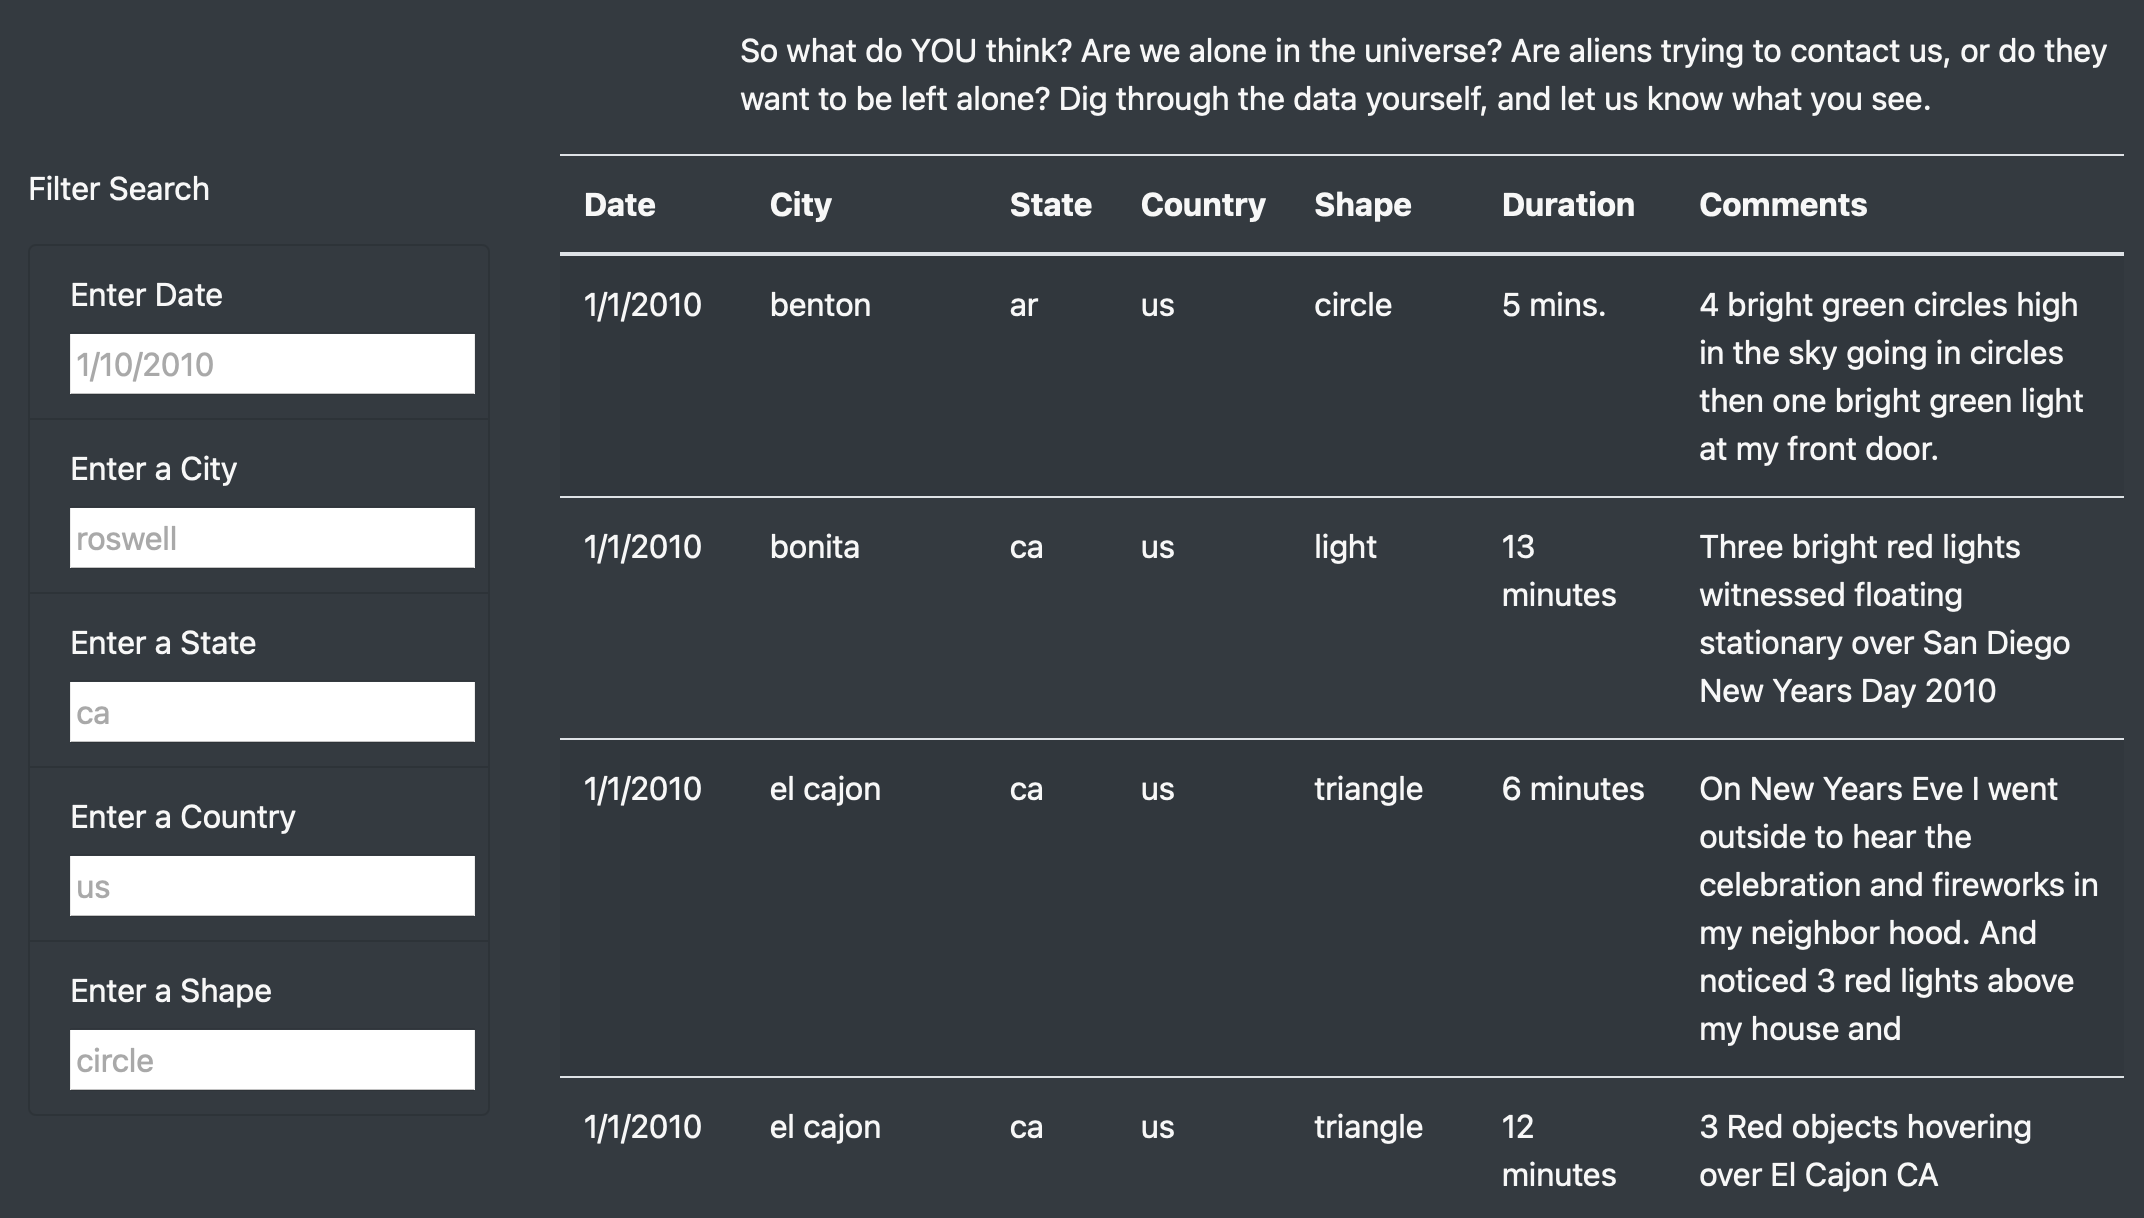 So what do YOU think? Are we alone in the universe? Are aliens trying to contact us, or do they
want to be left alone? Dig through the data yourself, and let us know what you see.
Filter Search
Enter Date
1/10/2010
Enter a City
roswell
Enter a State
ca
Enter a Country
us
Enter a Shape
circle
Date City State Country Shape Duration Comments
1/1/2010 benton ar us circle 5 mins. 4 bright green circles high
in the sky going in circles
then one bright green light
at my front door.
1/1/2010 bonita ca us light 13 Three bright red lights
minutes witnessed floating
stationary over San Diego
New Years Day 2010
1/1/2010 el cajon ca us triangle 6 minutes On New Years Eve I went
outside to hear the
celebration and fireworks in
my neighbor hood. And
noticed 3 red lights above
my house and
1/1/2010 el cajon ca us triangle 12 3 Red objects hovering
minutes over El Cajon CA